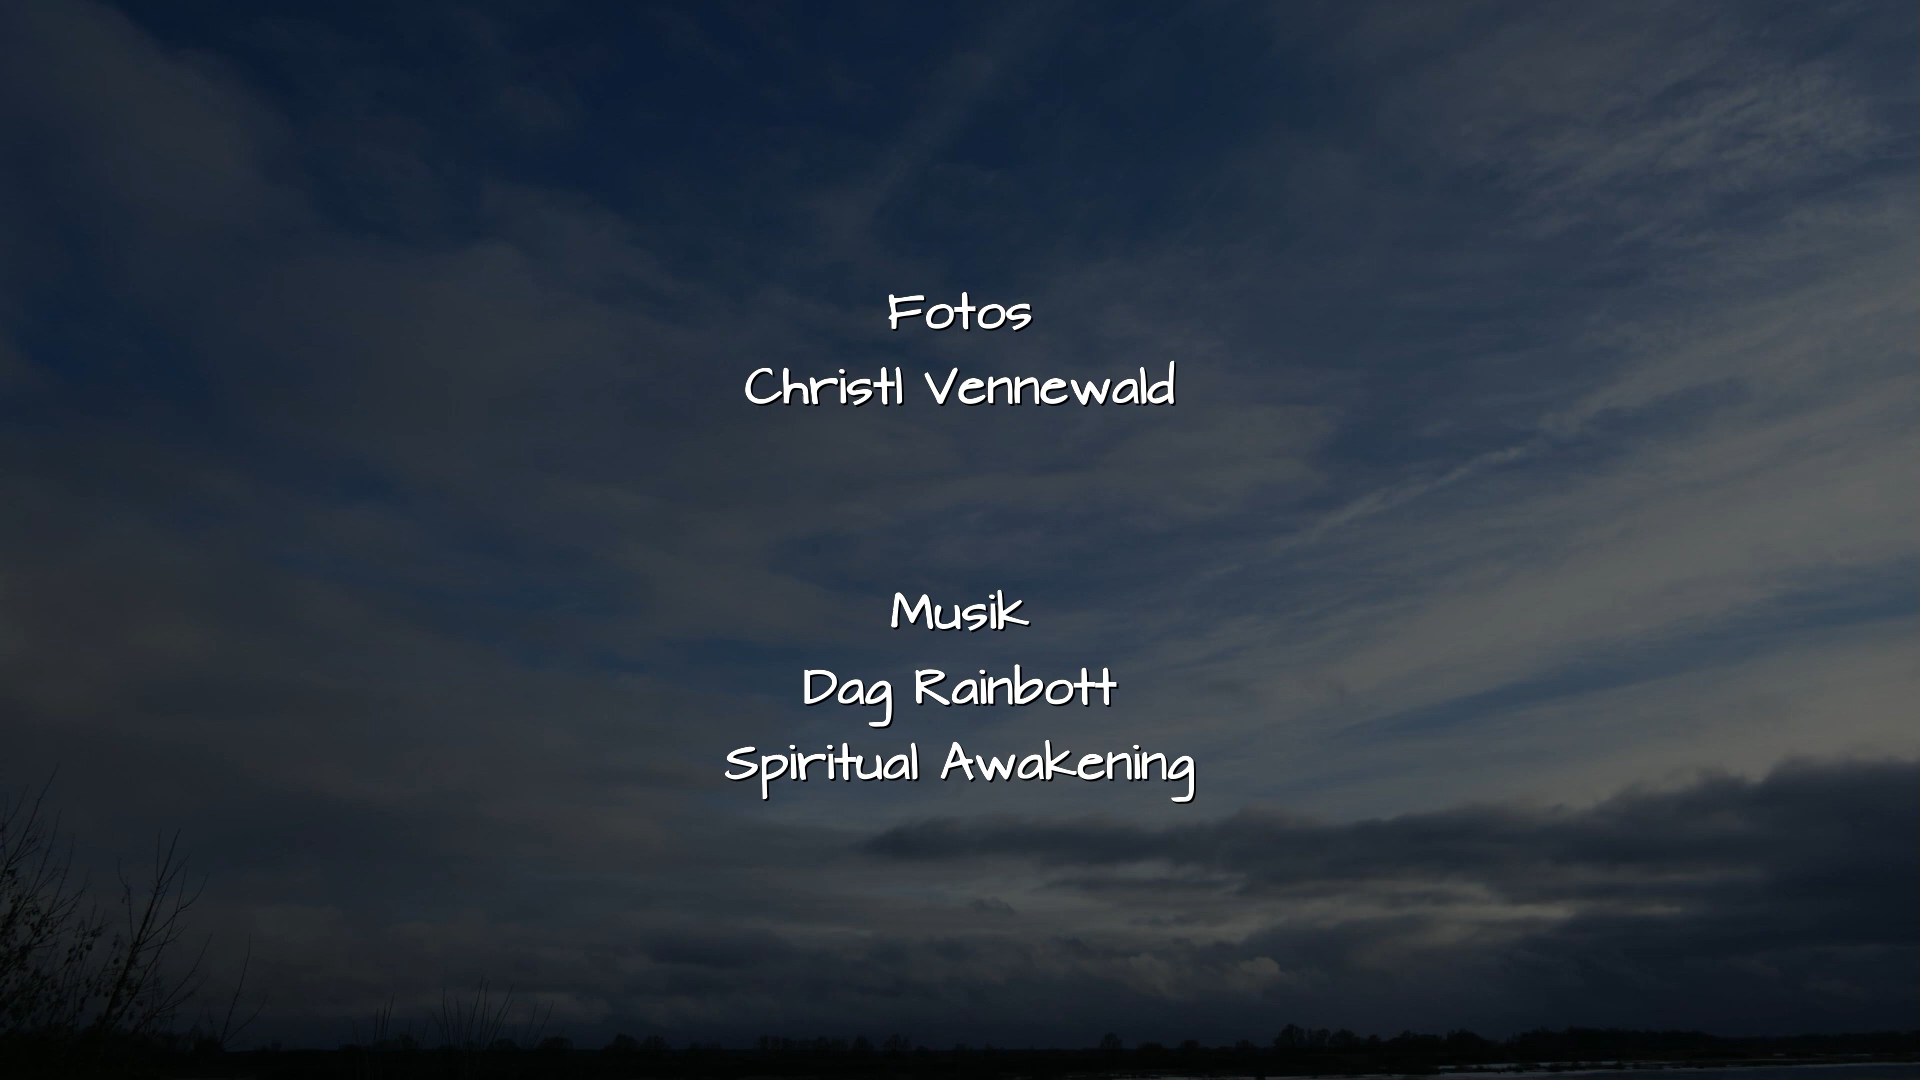 Fotos
Christl Vennewald
Musik
Dag Rainbott
Spiritual Awakening